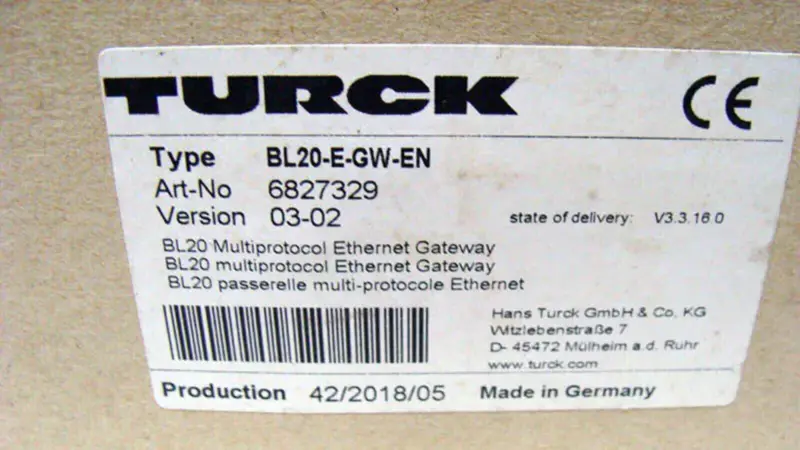 TURCK CE
Type BL20-E-GW-EN
Art-No 6827329
Version 03-02 state of delivery: V3.3.16.0
BL20 Multiprotocol Ethernet Gateway
BL20 multiprotocol Ethernet Gateway
BL20 passerelle multi-protocole Ethernet
Hans Turck GmbH & Co. KG
Witzlebenstraße 7
D- 45472 Mülheim a.d. Ruhr
www.turck.com
Production 42/2018/05 Made in Germany